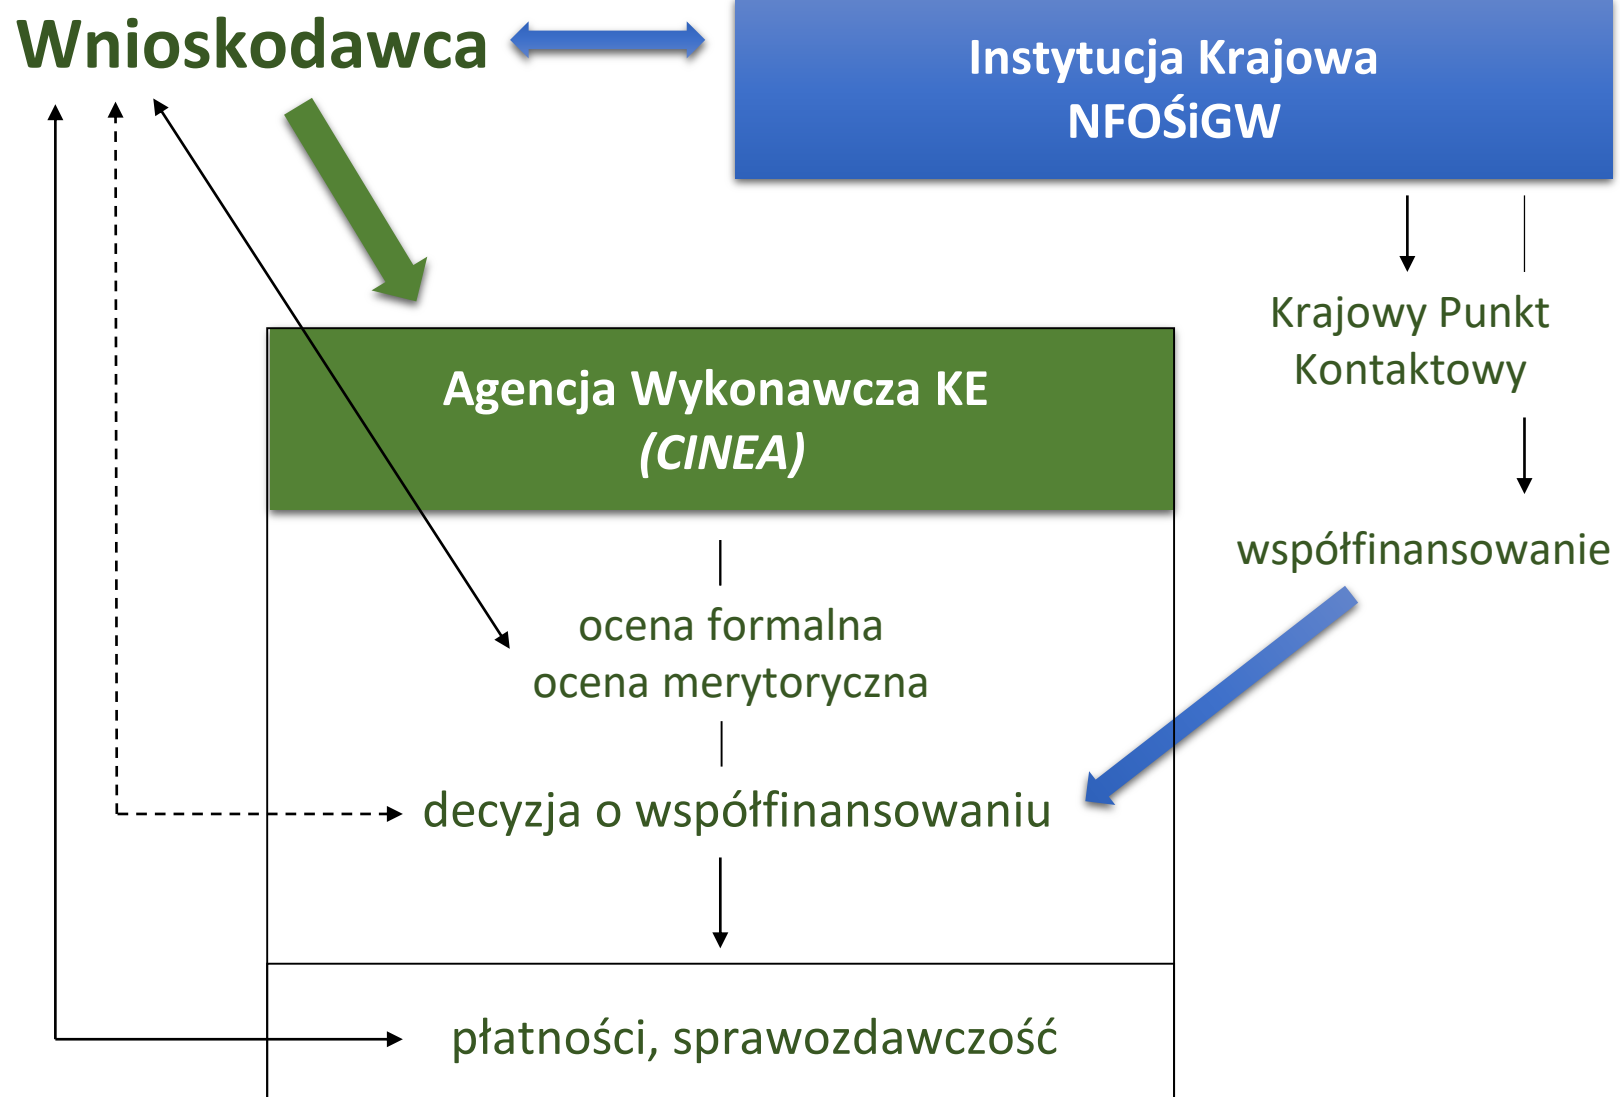 Wnioskodawca
Instytucja Krajowa
NFOŚiGW
Krajowy Punkt
Kontaktowy
współfinansowanie
Agencja Wykonawcza KE
(CINEA)
ocena formalna
ocena merytoryczna
decyzja o współfinansowaniu
płatności, sprawozdawczość